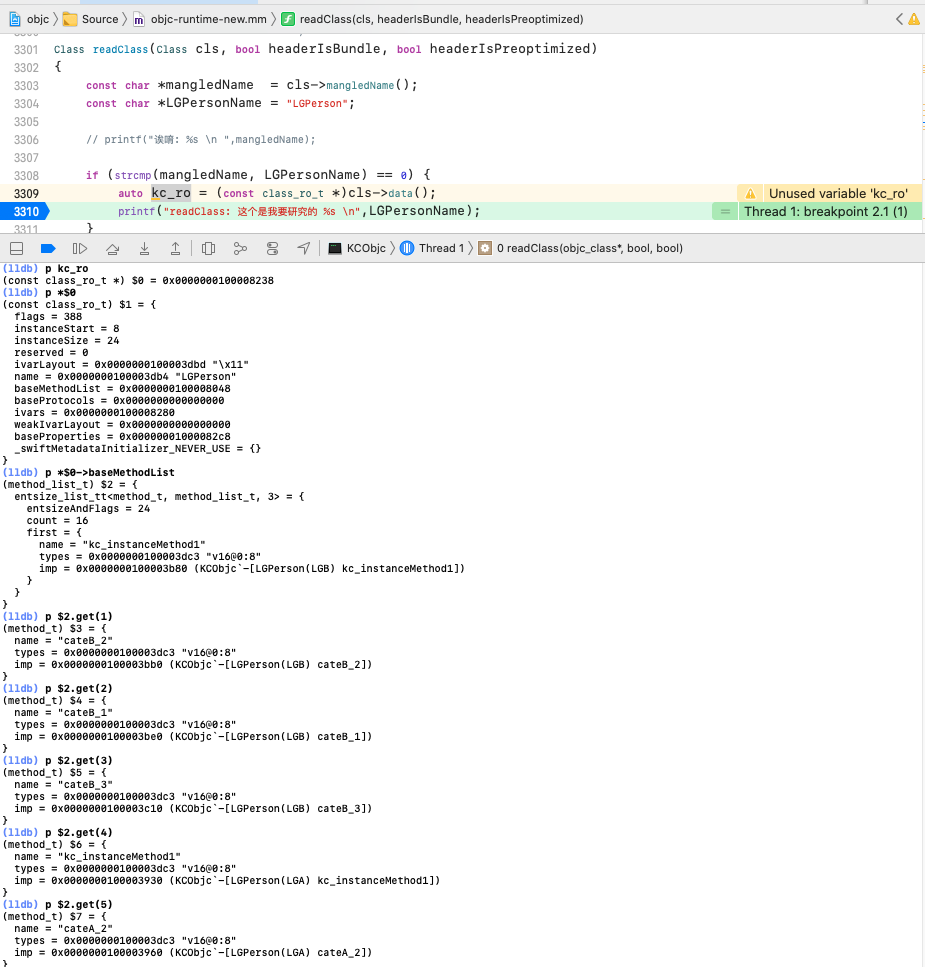 objc 〉 Source 〉 m objc-runtime-new.mm 〉 f readClass(cls, headerIsBundle, headerIsPreoptimized)
3301 Class readClass(Class cls, bool headerIsBundle, bool headerIsPreoptimized)
3302 {
3303 const char *mangledName = cls->mangledName();
3304 const char *LGPersonName = "LGPerson";
3305
3306 // printf("诶唷: %s \n ",mangledName);
3307
3308 if (strcmp(mangledName, LGPersonName) == 0) {
3309 auto kc_ro = (const class_ro_t *)cls->data(); Unused variable 'kc_ro'
3310 printf("readClass: 这个是我要研究的 %s \n",LGPersonName); = Thread 1: breakpoint 2.1 (1)
3311 }
KCObjc 〉 Thread 1 〉 0 readClass(objc_class*, bool, bool)
(lldb) p kc_ro
(const class_ro_t *) $0 = 0x0000000100008238
(lldb) p *$0
(const class_ro_t) $1 = {
flags = 388
instanceStart = 8
instanceSize = 24
reserved = 0
ivarLayout = 0x0000000100003dbd "\x11"
name = 0x0000000100003db4 "LGPerson"
baseMethodList = 0x0000000100008048
baseProtocols = 0x0000000000000000
ivars = 0x0000000100008280
weakIvarLayout = 0x0000000000000000
baseProperties = 0x00000001000082c8
_swiftMetadataInitializer_NEVER_USE = {}
}
(lldb) p *$0->baseMethodList
(method_list_t) $2 = {
entsize_list_tt<method_t, method_list_t, 3> = {
entsizeAndFlags = 24
count = 16
first = {
name = "kc_instanceMethod1"
types = 0x0000000100003dc3 "v16@0:8"
imp = 0x0000000100003b80 (KCObjc`-[LGPerson(LGB) kc_instanceMethod1])
}
}
}
(lldb) p $2.get(1)
(method_t) $3 = {
name = "cateB_2"
types = 0x0000000100003dc3 "v16@0:8"
imp = 0x0000000100003bb0 (KCObjc`-[LGPerson(LGB) cateB_2])
}
(lldb) p $2.get(2)
(method_t) $4 = {
name = "cateB_1"
types = 0x0000000100003dc3 "v16@0:8"
imp = 0x0000000100003be0 (KCObjc`-[LGPerson(LGB) cateB_1])
}
(lldb) p $2.get(3)
(method_t) $5 = {
name = "cateB_3"
types = 0x0000000100003dc3 "v16@0:8"
imp = 0x0000000100003c10 (KCObjc`-[LGPerson(LGB) cateB_3])
}
(lldb) p $2.get(4)
(method_t) $6 = {
name = "kc_instanceMethod1"
types = 0x0000000100003dc3 "v16@0:8"
imp = 0x0000000100003930 (KCObjc`-[LGPerson(LGA) kc_instanceMethod1])
}
(lldb) p $2.get(5)
(method_t) $7 = {
name = "cateA_2"
types = 0x0000000100003dc3 "v16@0:8"
imp = 0x0000000100003960 (KCObjc`-[LGPerson(LGA) cateA_2])
}